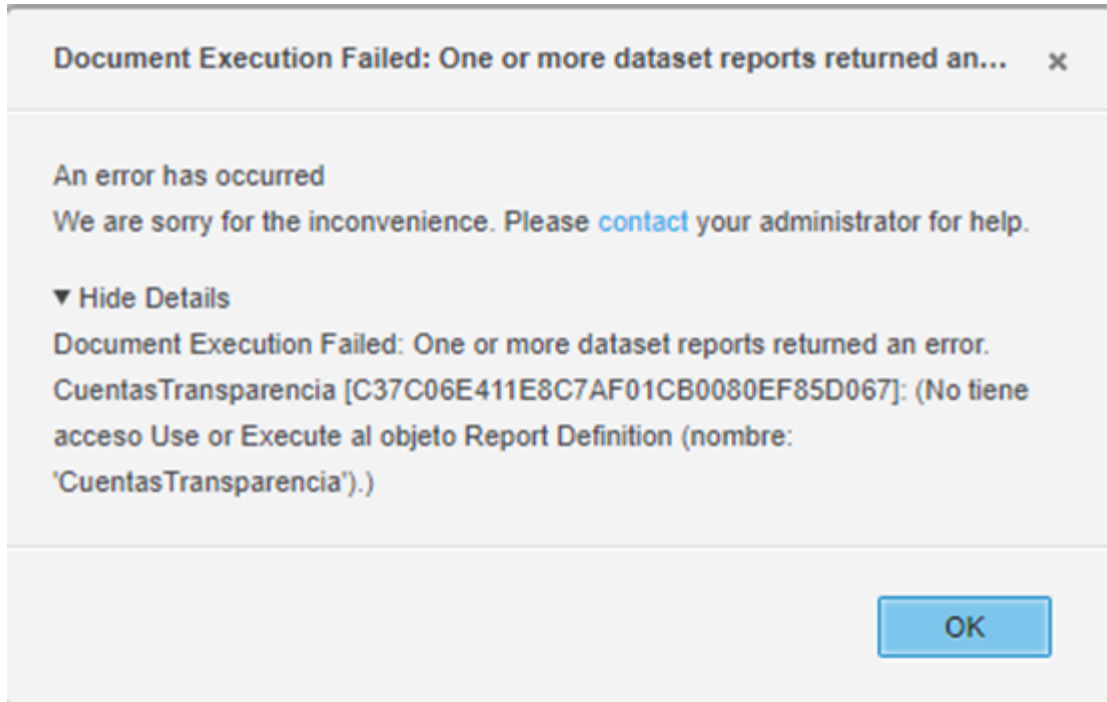 Document Execution Failed: One or more dataset reports returned an... ×
An error has occurred
We are sorry for the inconvenience. Please contact your administrator for help.
▼ Hide Details
Document Execution Failed: One or more dataset reports returned an error.
CuentasTransparencia [C37C06E411E8C7AF01CB0080EF85D067]: (No tiene
acceso Use or Execute al objeto Report Definition (nombre:
'CuentasTransparencia').)
OK